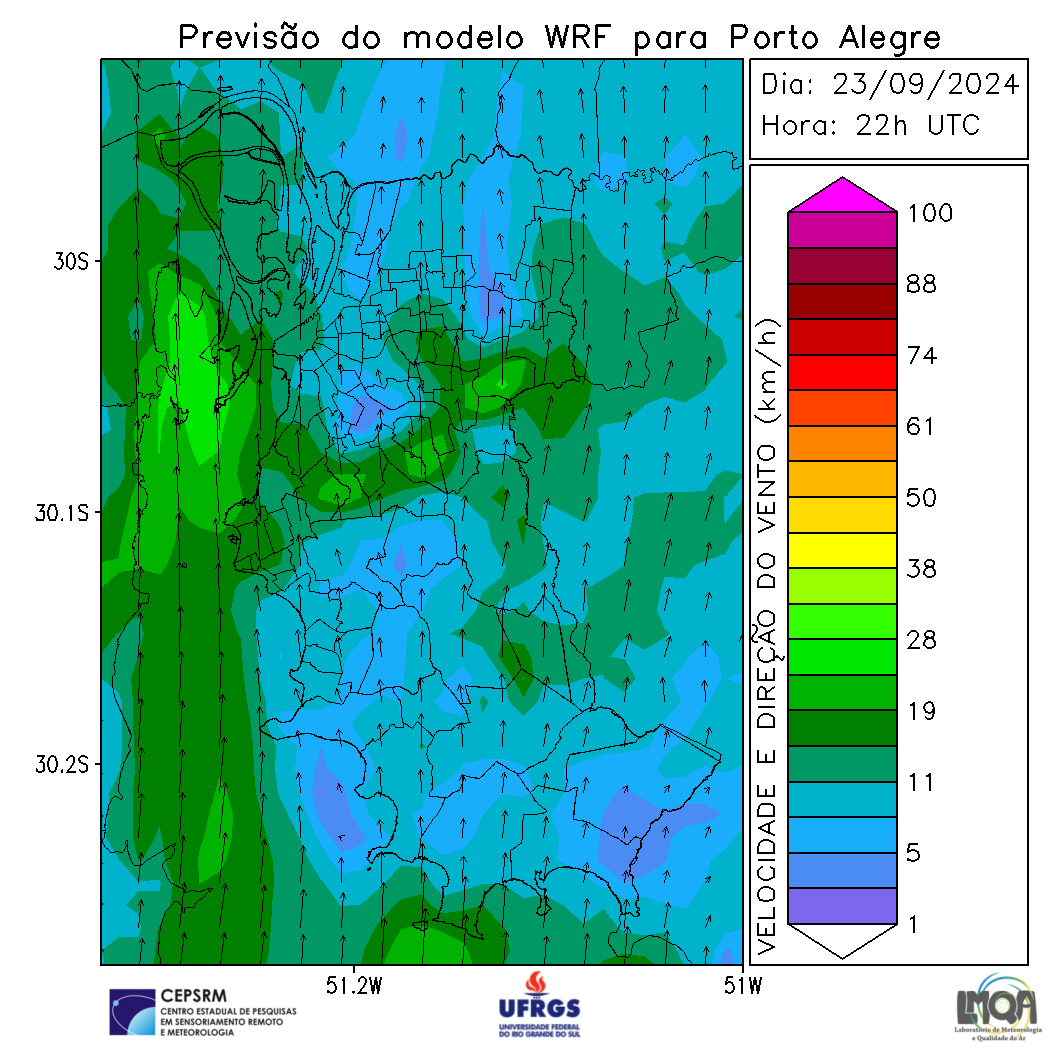 Previsão do modelo WRF para Porto Alegre
Dia: 23/09/2024
Hora: 22h UTC
30S
30.1S
30.2S
51.2W
51W
VELOCIDADE E DIREÇÃO DO VENTO (km/h)
100
88
74
61
50
38
28
19
11
5
1
CEPSRM
CENTRO ESTADUAL DE PESQUISAS
EM SENSORIAMENTO REMOTO
E METEOROLOGIA
UFRGS
UNIVERSIDADE FEDERAL
DO RIO GRANDE DO SUL
LMQA
Laboratório de Meteorologia
e Qualidade do Ar